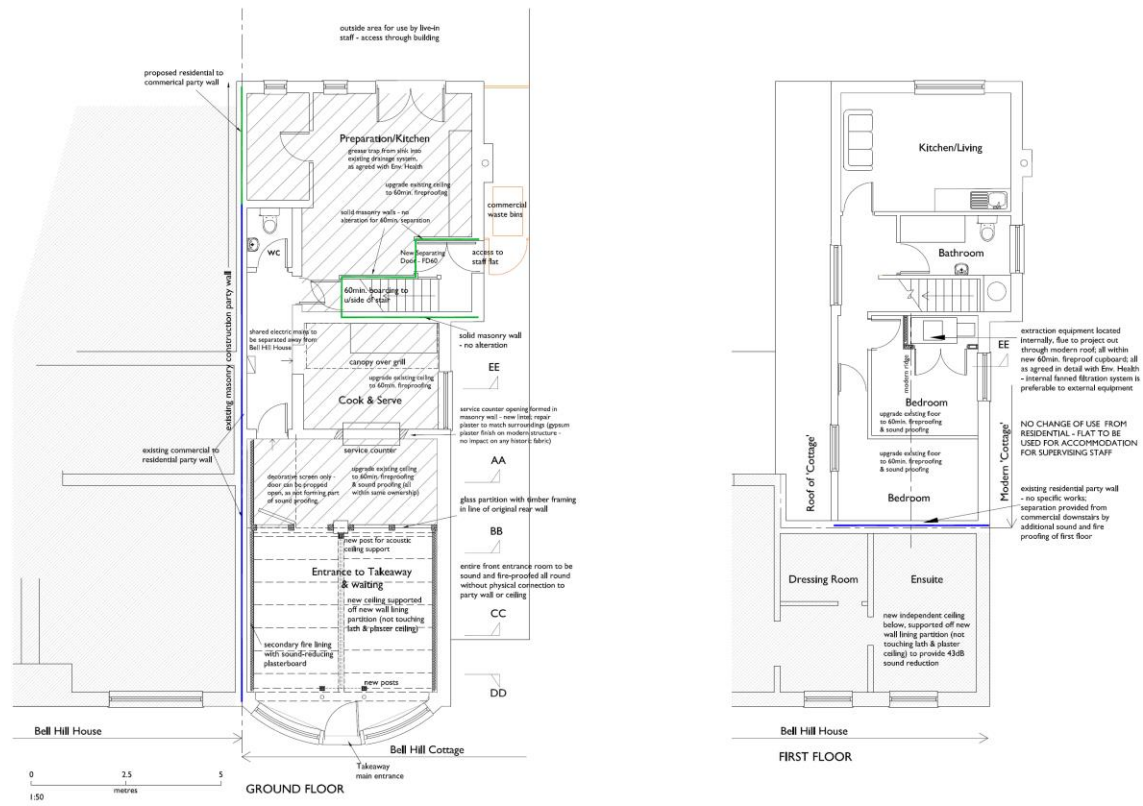 outside area for use by live-in
staff - access through building
proposed residential to
commerical party wall
Preparation/Kitchen
grease trap from sink into
existing drainage system.
as agreed with Env. Health
upgrade existing ceiling
to 60min. fireproofing
solid masonry walls - no
alteration for 60min. separation
commercial
waste bins
WC
New Separating
Door - FD60
access to
staff flat
60min. boarding to
u/side of stair
existing masonry construction party wall
shared electric mains to
be separated away from
Bell Hill House
solid masonry wall
- no alteration
canopy over grill
upgrade existing ceiling
to 60min. fireproofing
Cook & Serve
EE
service counter opening formed in
masonry wall - new lintel; repair
plaster to match surroundings (gypsum
plaster finish on modern structure -
no impact on any historic fabric)
existing commercial to
residential party wall
service counter
AA
decorative screen only -
door can be propped
open, as not forming part
of sound proofing.
upgrade existing ceiling
to 60min. fireproofing
& sound proofing (all
within same ownership)
glass partition with timber framing
in line of original rear wall
BB
new post for acoustic
ceiling support
Entrance to Takeaway
& waiting
entire front entrance room to be
sound and fire-proofed all round
without physical connection to
party wall or ceiling
new ceiling supported
off new wall lining
partition (not touching
lath & plaster ceiling)
CC
secondary fire lining
with sound-reducing
plasterboard
new posts
DD
Bell Hill House
Bell Hill Cottage
Takeaway
main entrance
0 2.5 5
metres
1:50
GROUND FLOOR
Kitchen/Living
Bathroom
extraction equipment located
internally, flue to project out
through modern roof; all within
new 60min. fireproof cupboard; all
as agreed in detail with Env. Health
- internal fanned filtration system is
preferable to external equipment
EE
modern ridge
Bedroom
upgrade existing floor
to 60min. fireproofing
& sound proofing
NO CHANGE OF USE FROM
RESIDENTIAL - FLAT TO BE
USED FOR ACCOMMODATION
FOR SUPERVISING STAFF
Roof of 'Cottage'
Modern 'Cottage'
upgrade existing floor
to 60min. fireproofing
& sound proofing
Bedroom
existing residential party wall
- no specific works;
separation provided from
commercial downstairs by
additional sound and fire
proofing of first floor
Dressing Room
Ensuite
new independent ceiling
below, supported off new
wall lining partition (not
touching lath & plaster
ceiling) to provide 43dB
sound reduction
Bell Hill House
FIRST FLOOR